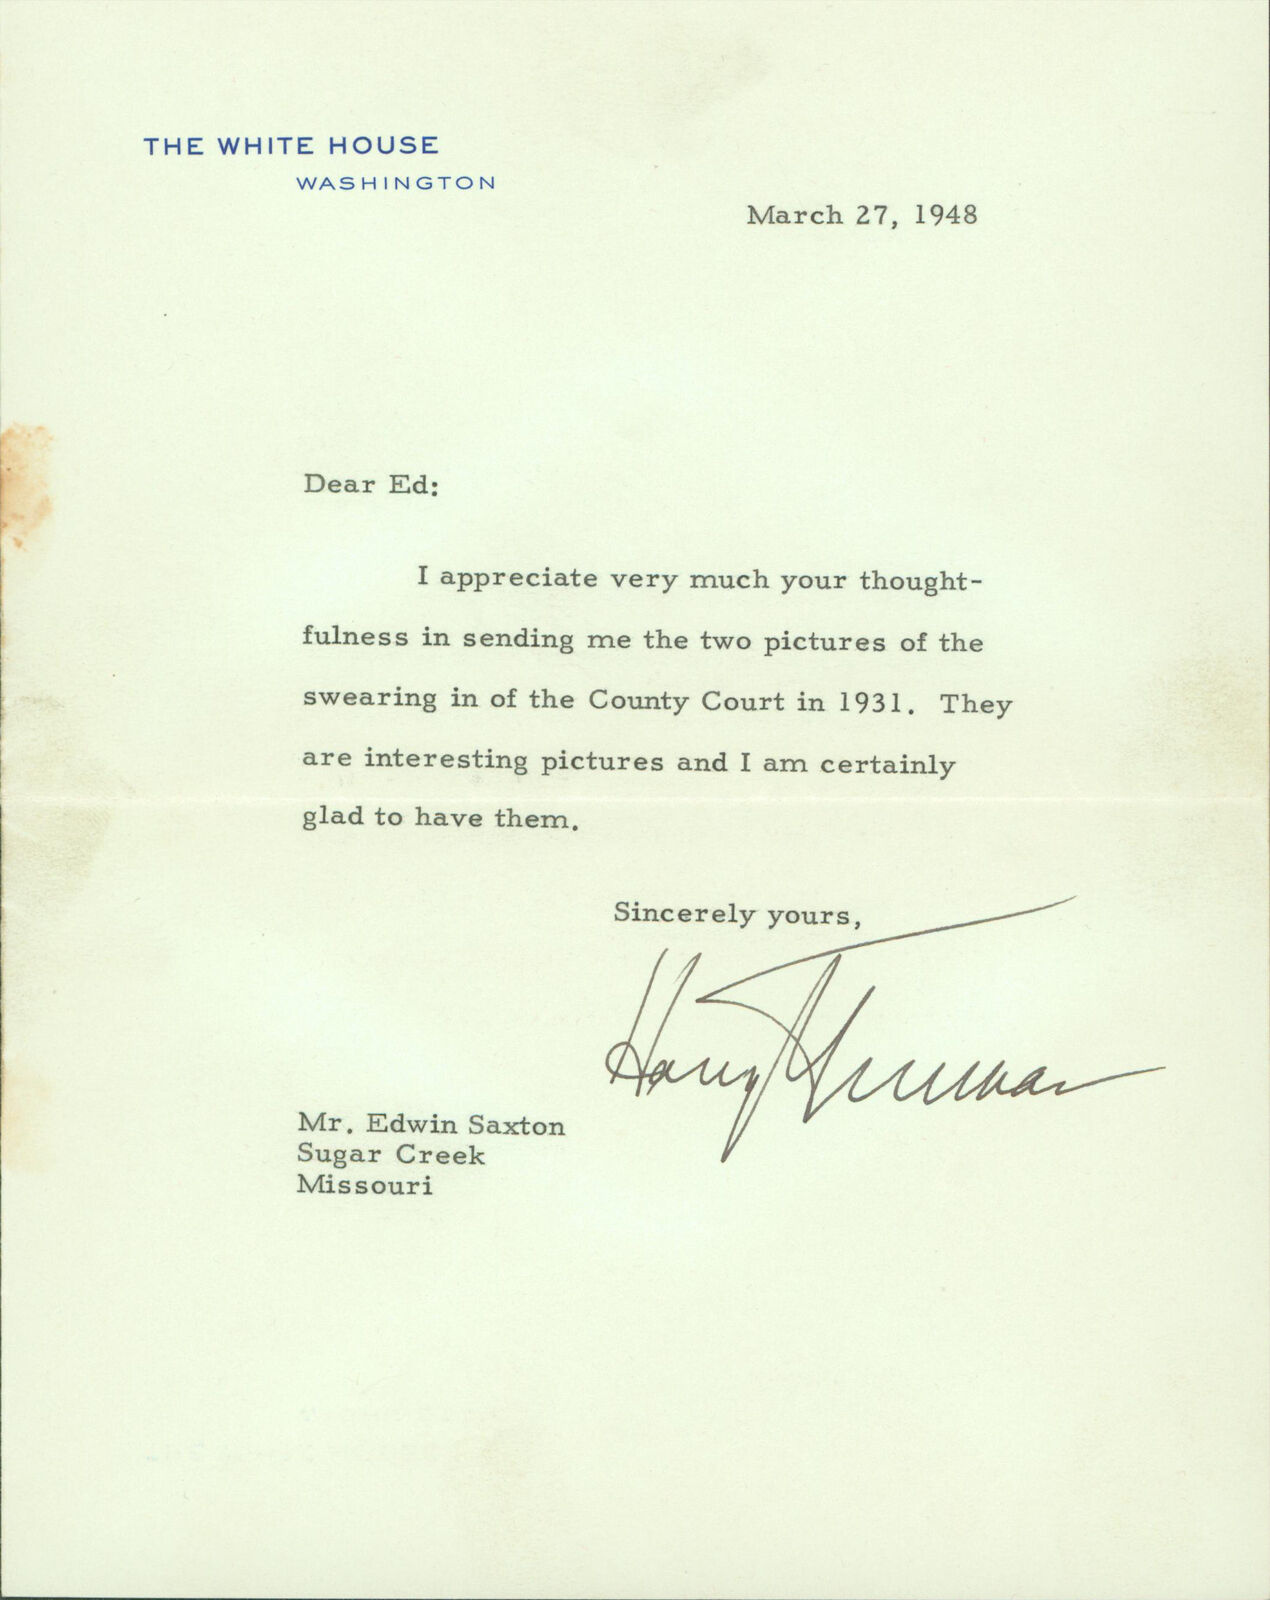 THE WHITE HOUSE
WASHINGTON
March 27, 1948
Dear Ed:
I appreciate very much your thought-
fulness in sending me the two pictures of the
swearing in of the County Court in 1931. They
are interesting pictures and I am certainly
glad to have them.
Sincerely yours,
Harry Truman
Mr. Edwin Saxton
Sugar Creek
Missouri